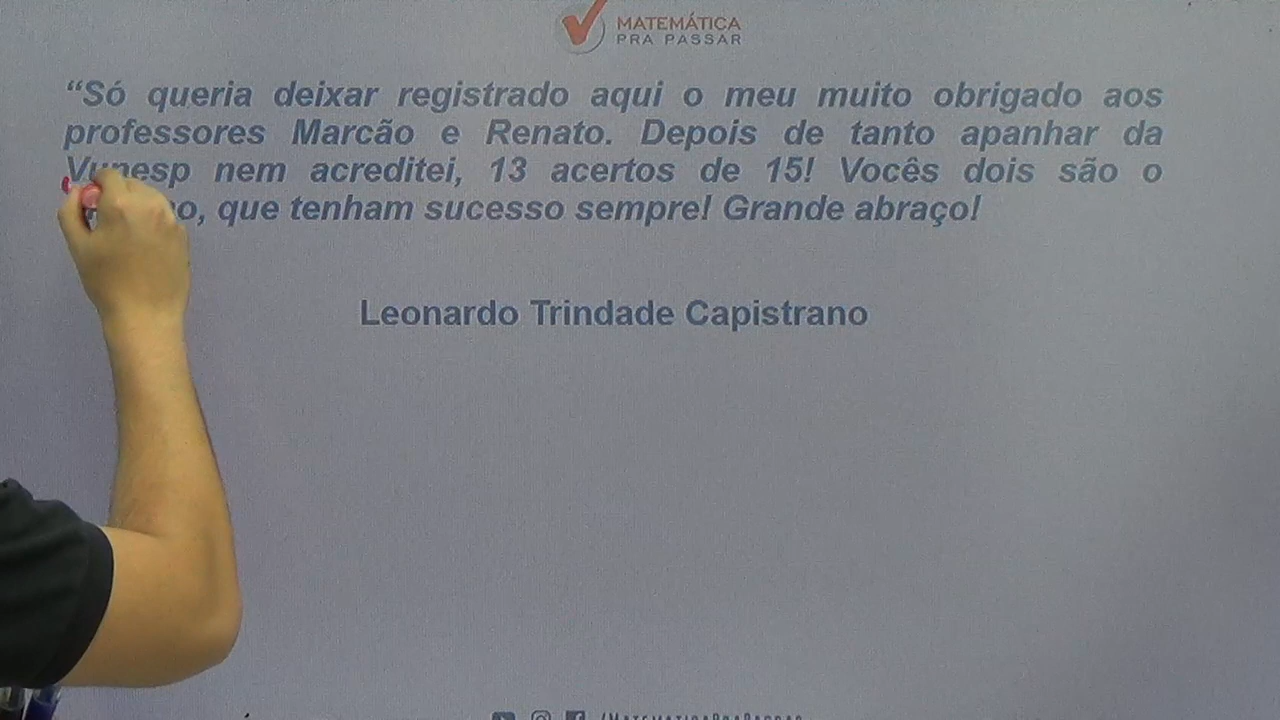 MATEMÁTICA
PRA PASSAR
“Só queria deixar registrado aqui o meu muito obrigado aos
professores Marcão e Renato. Depois de tanto apanhar da
Vunesp nem acreditei, 13 acertos de 15! Vocês dois são o
que tenham sucesso sempre! Grande abraço!
Leonardo Trindade Capistrano
/MATEMATICAPRAPASSAR